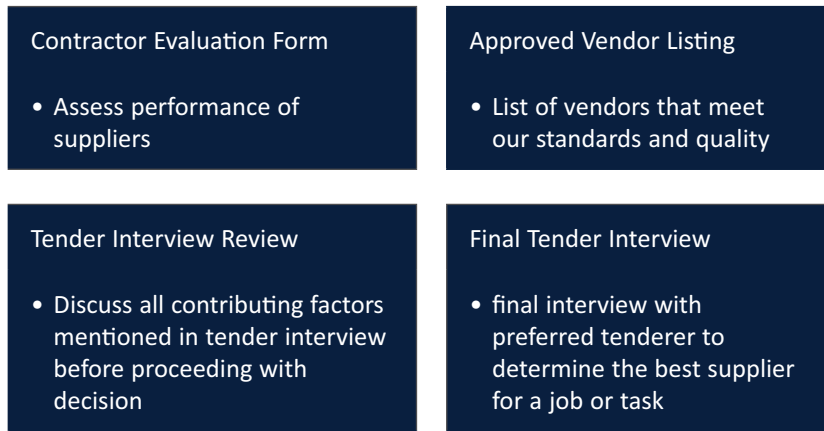 Contractor Evaluation Form
• Assess performance of
suppliers
Approved Vendor Listing
• List of vendors that meet
our standards and quality
Tender Interview Review
• Discuss all contributing factors
mentioned in tender interview
before proceeding with
decision
Final Tender Interview
• final interview with
preferred tenderer to
determine the best supplier
for a job or task